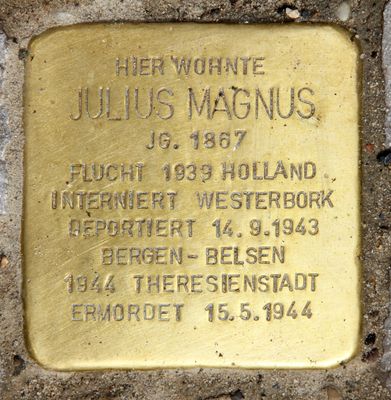 HIER WOHNTE
JULIUS MAGNUS
JG. 1867
FLUCHT 1939 HOLLAND
INTERNIERT WESTERBORK
DEPORTIERT 14.9.1943
BERGEN-BELSEN
1944 THERESIENSTADT
ERMORDET 15.5.1944